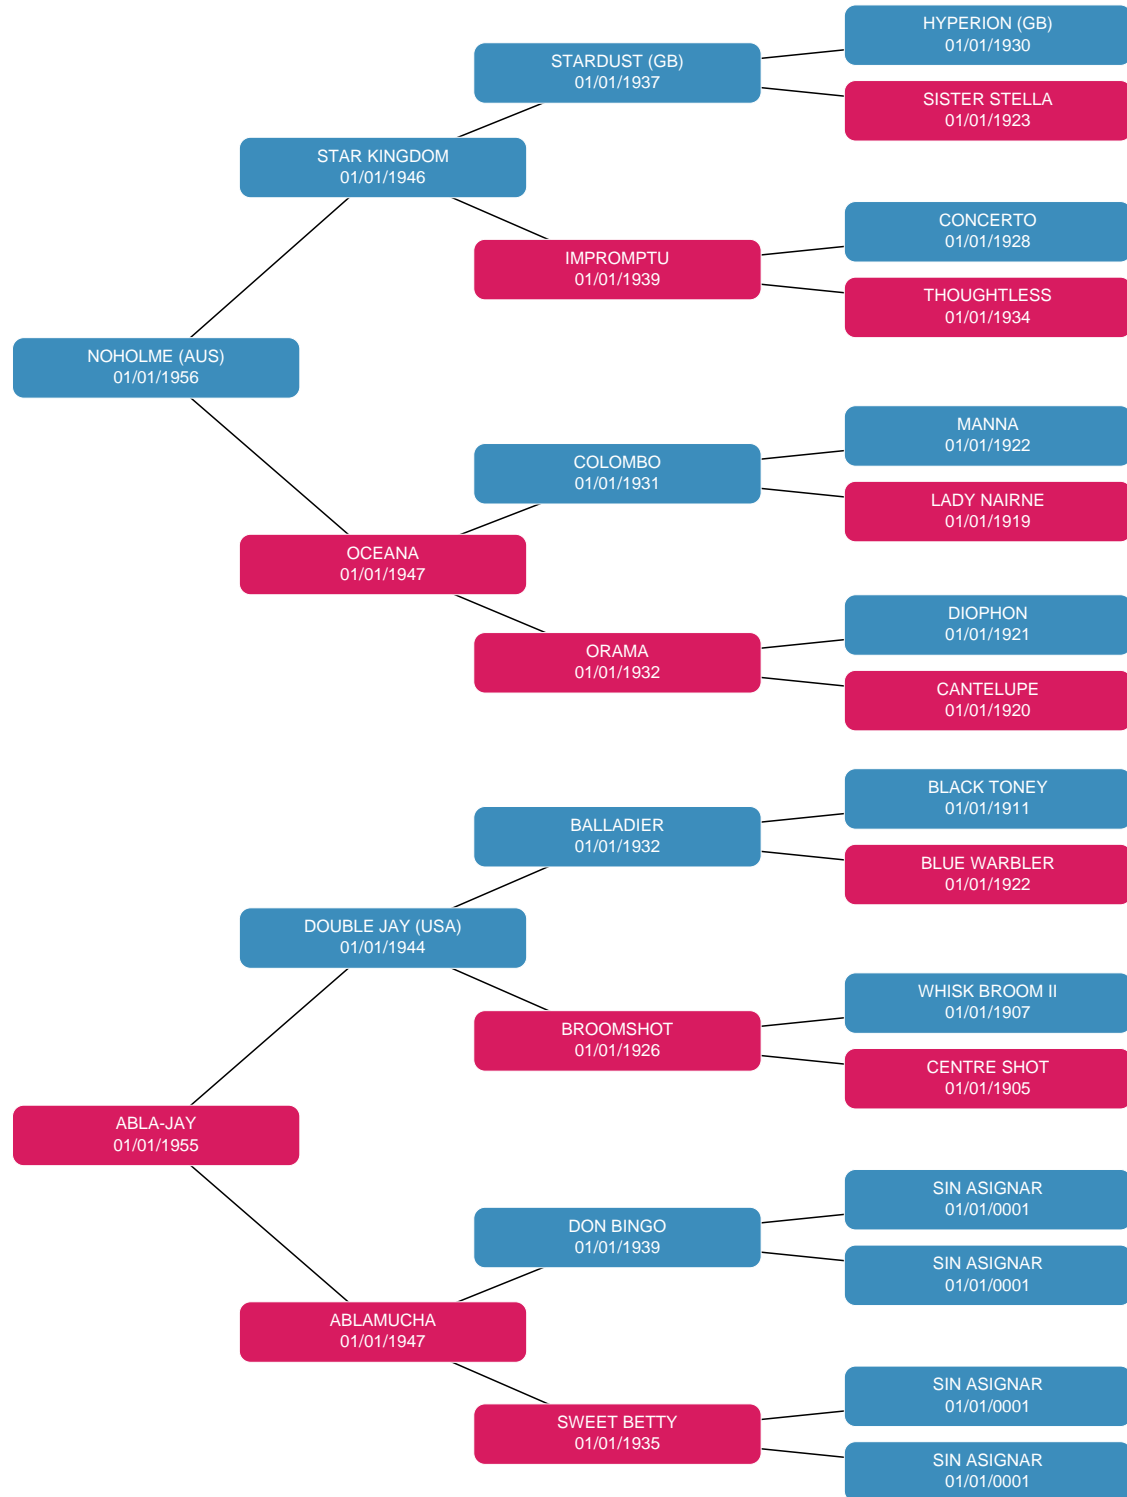 HYPERION (GB)
01/01/1930
STARDUST (GB)
01/01/1937
SISTER STELLA
01/01/1923
STAR KINGDOM
01/01/1946
CONCERTO
01/01/1928
IMPROMPTU
01/01/1939
THOUGHTLESS
01/01/1934
NOHOLME (AUS)
01/01/1956
MANNA
01/01/1922
COLOMBO
01/01/1931
LADY NAIRNE
01/01/1919
OCEANA
01/01/1947
DIOPHON
01/01/1921
ORAMA
01/01/1932
CANTELUPE
01/01/1920
BLACK TONEY
01/01/1911
BALLADIER
01/01/1932
BLUE WARBLER
01/01/1922
DOUBLE JAY (USA)
01/01/1944
WHISK BROOM II
01/01/1907
BROOMSHOT
01/01/1926
CENTRE SHOT
01/01/1905
ABLA-JAY
01/01/1955
SIN ASIGNAR
01/01/0001
DON BINGO
01/01/1939
SIN ASIGNAR
01/01/0001
ABLAMUCHA
01/01/1947
SIN ASIGNAR
01/01/0001
SWEET BETTY
01/01/1935
SIN ASIGNAR
01/01/0001